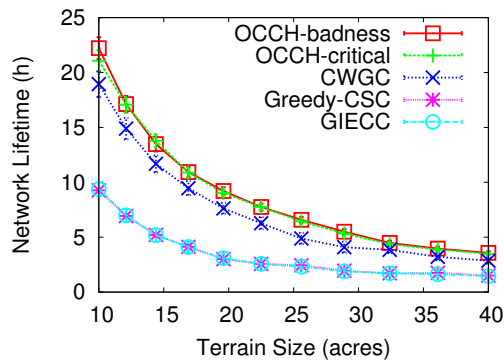 Network Lifetime (h)
25
20
15
10
5
0
OCCH-badness
OCCH-critical
CWGC
Greedy-CSC
GIECC
10 15 20 25 30 35 40
Terrain Size (acres)